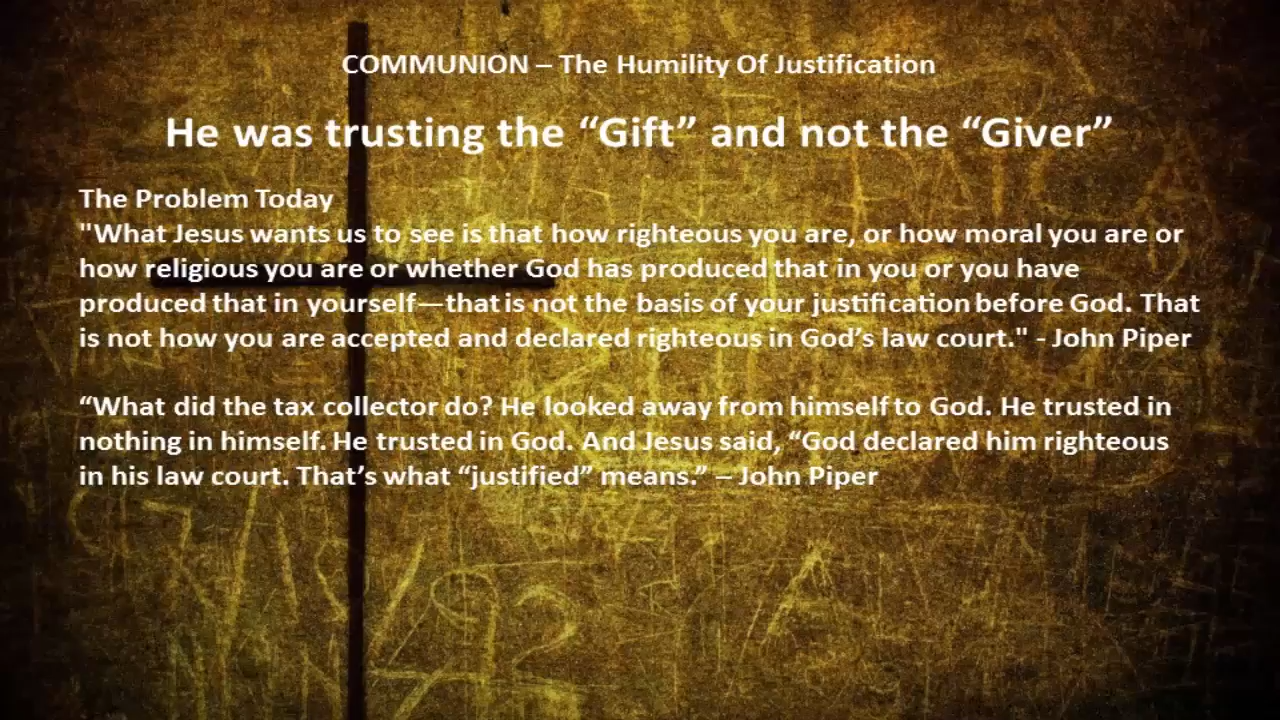 COMMUNION – The Humility Of Justification
He was trusting the “Gift” and not the “Giver”
The Problem Today
"What Jesus wants us to see is that how righteous you are, or how moral you are or
how religious you are or whether God has produced that in you or you have
produced that in yourself—that is not the basis of your justification before God. That
is not how you are accepted and declared righteous in God’s law court." - John Piper
“What did the tax collector do? He looked away from himself to God. He trusted in
nothing in himself. He trusted in God. And Jesus said, “God declared him righteous
in his law court. That’s what “justified” means.” – John Piper